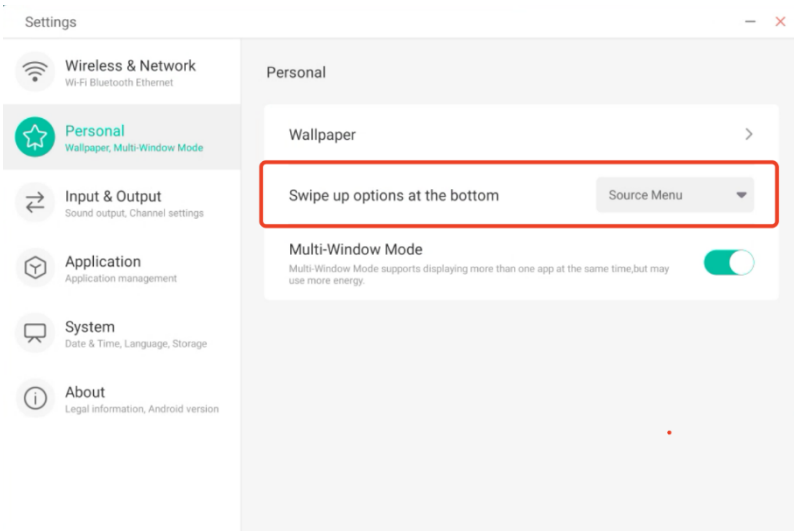 Settings
Wireless & Network
Wi-Fi Bluetooth Ethernet
Personal
Wallpaper, Multi-Window Mode
Input & Output
Sound output, Channel settings
Application
Application management
System
Date & Time, Language, Storage
About
Legal information, Android version
Personal
Wallpaper
Swipe up options at the bottom
Source Menu
Multi-Window Mode
Multi-Window Mode supports displaying more than one app at the same time,but may
use more energy.